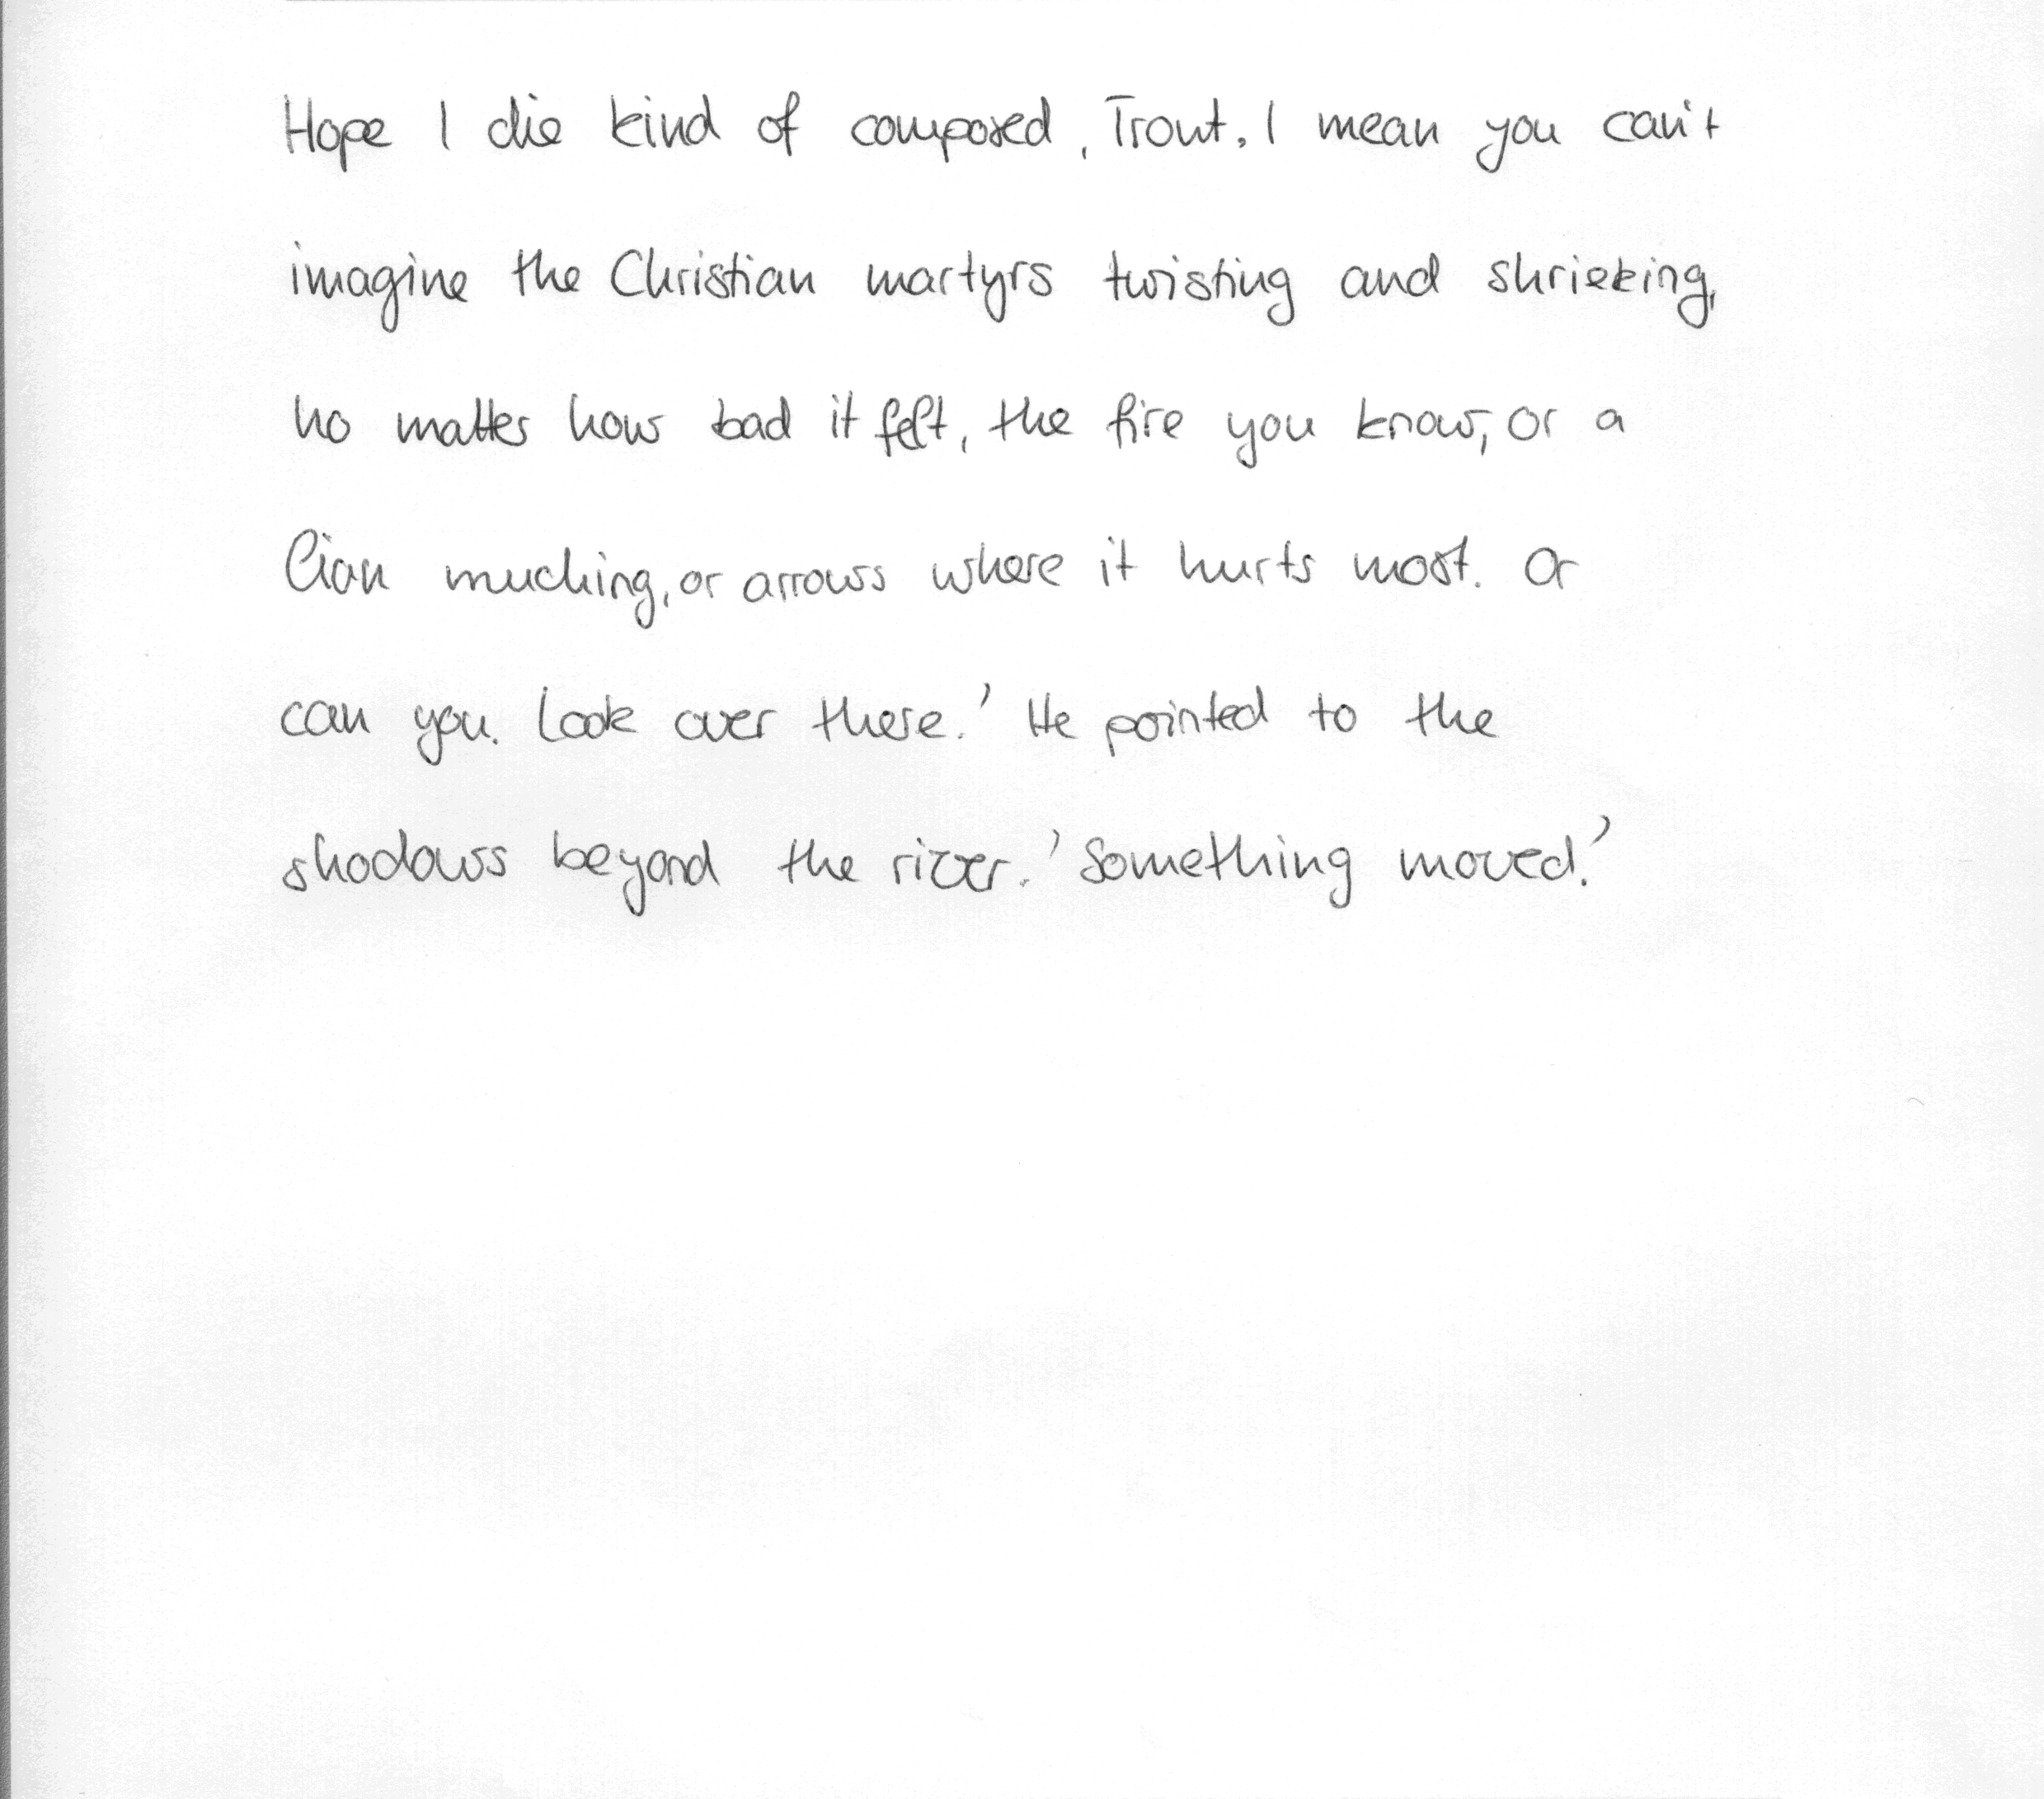 Hope I die kind of composed, Trout, I mean you can't
imagine the Christian martyrs twisting and shrieking,
no matter how bad it felt, the fire you know, or a
lion muching, or arrows where it hurts most. Or
can you. Look over there.' He pointed to the
shodows beyond the river. 'Something moved.'